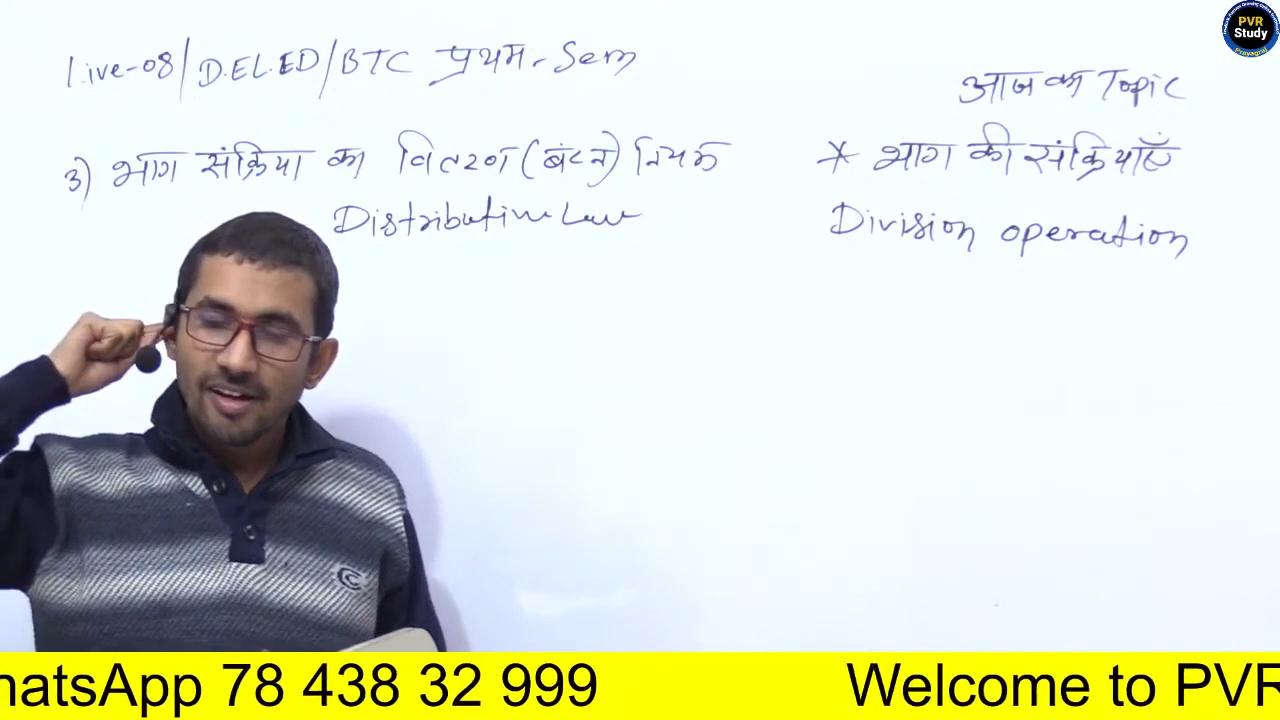 Live-08/D.EL.ED/BTC प्रथम. Sem
आज का Topic
3) भाग संक्रिया का वितरण (बंटन) नियम
Distributive Law
* भाग की संक्रियाएँ
Division operation
PVR
Study
Prayagraj
hatsApp 78 438 32 999
Welcome to PVR